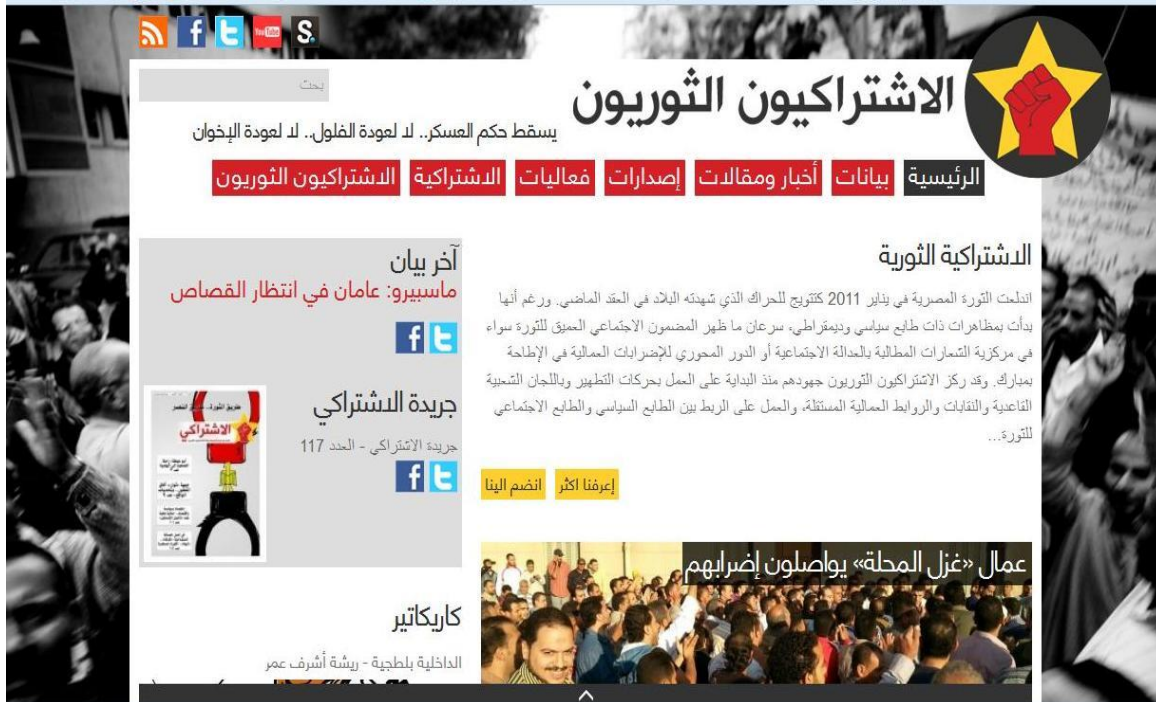 YouTube
S.
بحث
الاشتراكيون الثوريون
يسقط حكم العسكر.. لا لعودة الفلول.. لا لعودة الإخوان
الرئيسية بيانات أخبار ومقالات إصدارات فعاليات الاشتراكية الاشتراكيون الثوريون
الاشتراكية الثورية
اندلعت الثورة المصرية في يناير 2011 كتتويج للحراك الذي شهدته البلاد في العقد الماضي. ورغم أنها
بدأت بمظاهرات ذات طابع سياسي وديمقراطي، سرعان ما ظهر المضمون الاجتماعي العميق للثورة سواء
في مركزية الشعارات المطالبة بالعدالة الاجتماعية أو الدور المحوري للإضرابات العمالية في الإطاحة
بمبارك. وقد ركز الاشتراكيون الثوريون جهودهم منذ البداية على العمل بحركات التطهير وباللجان الشعبية
القاعدية والنقابات والروابط العمالية المستقلة، والعمل على الربط بين الطابع السياسي والطابع الاجتماعي
للثورة...
إعرفنا اكثر انضم الينا
عمال «غزل المحلة» يواصلون إضرابهم
آخر بيان
ماسبيرو: عامان في انتظار القصاص
جريدة الاشتراكي
جريدة الاشتراكي - العدد 117
الاشتراكي
كاريكاتير
الداخلية بلطجية - ريشة أشرف عمر